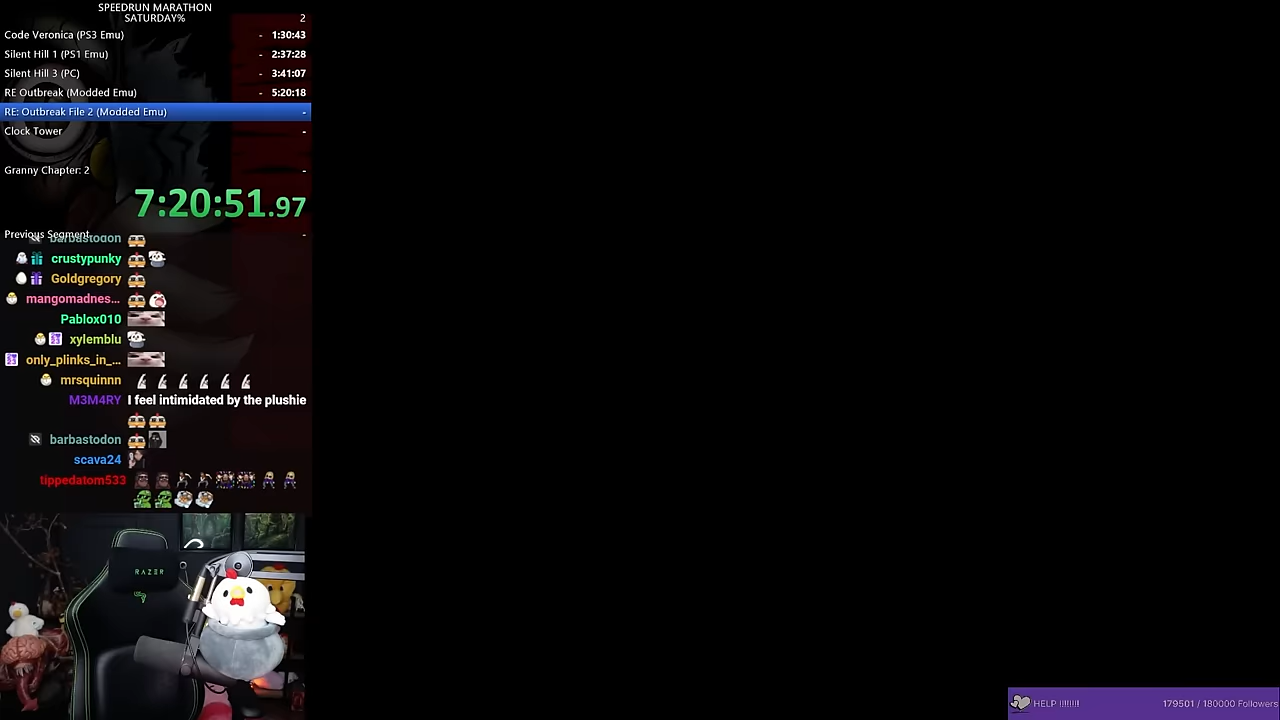 SPEEDRUN MARATHON
SATURDAY%
2
Code Veronica (PS3 Emu) - 1:30:43
Silent Hill 1 (PS1 Emu) - 2:37:28
Silent Hill 3 (PC) - 3:41:07
RE Outbreak (Modded Emu) - 5:20:18
RE: Outbreak File 2 (Modded Emu) -
Clock Tower -
Granny Chapter: 2 -
7:20:51.97
Previous Segment -
barbastodon
crustypunky
Goldgregory
mangomadnes...
Pablox010
xylemblu
only_plinks_in_...
mrsquinnn
M3M4RY I feel intimidated by the plushie
barbastodon
scava24
tippedatom533
RAZER
HELP !!!!!!! 179501 / 180000 Followers